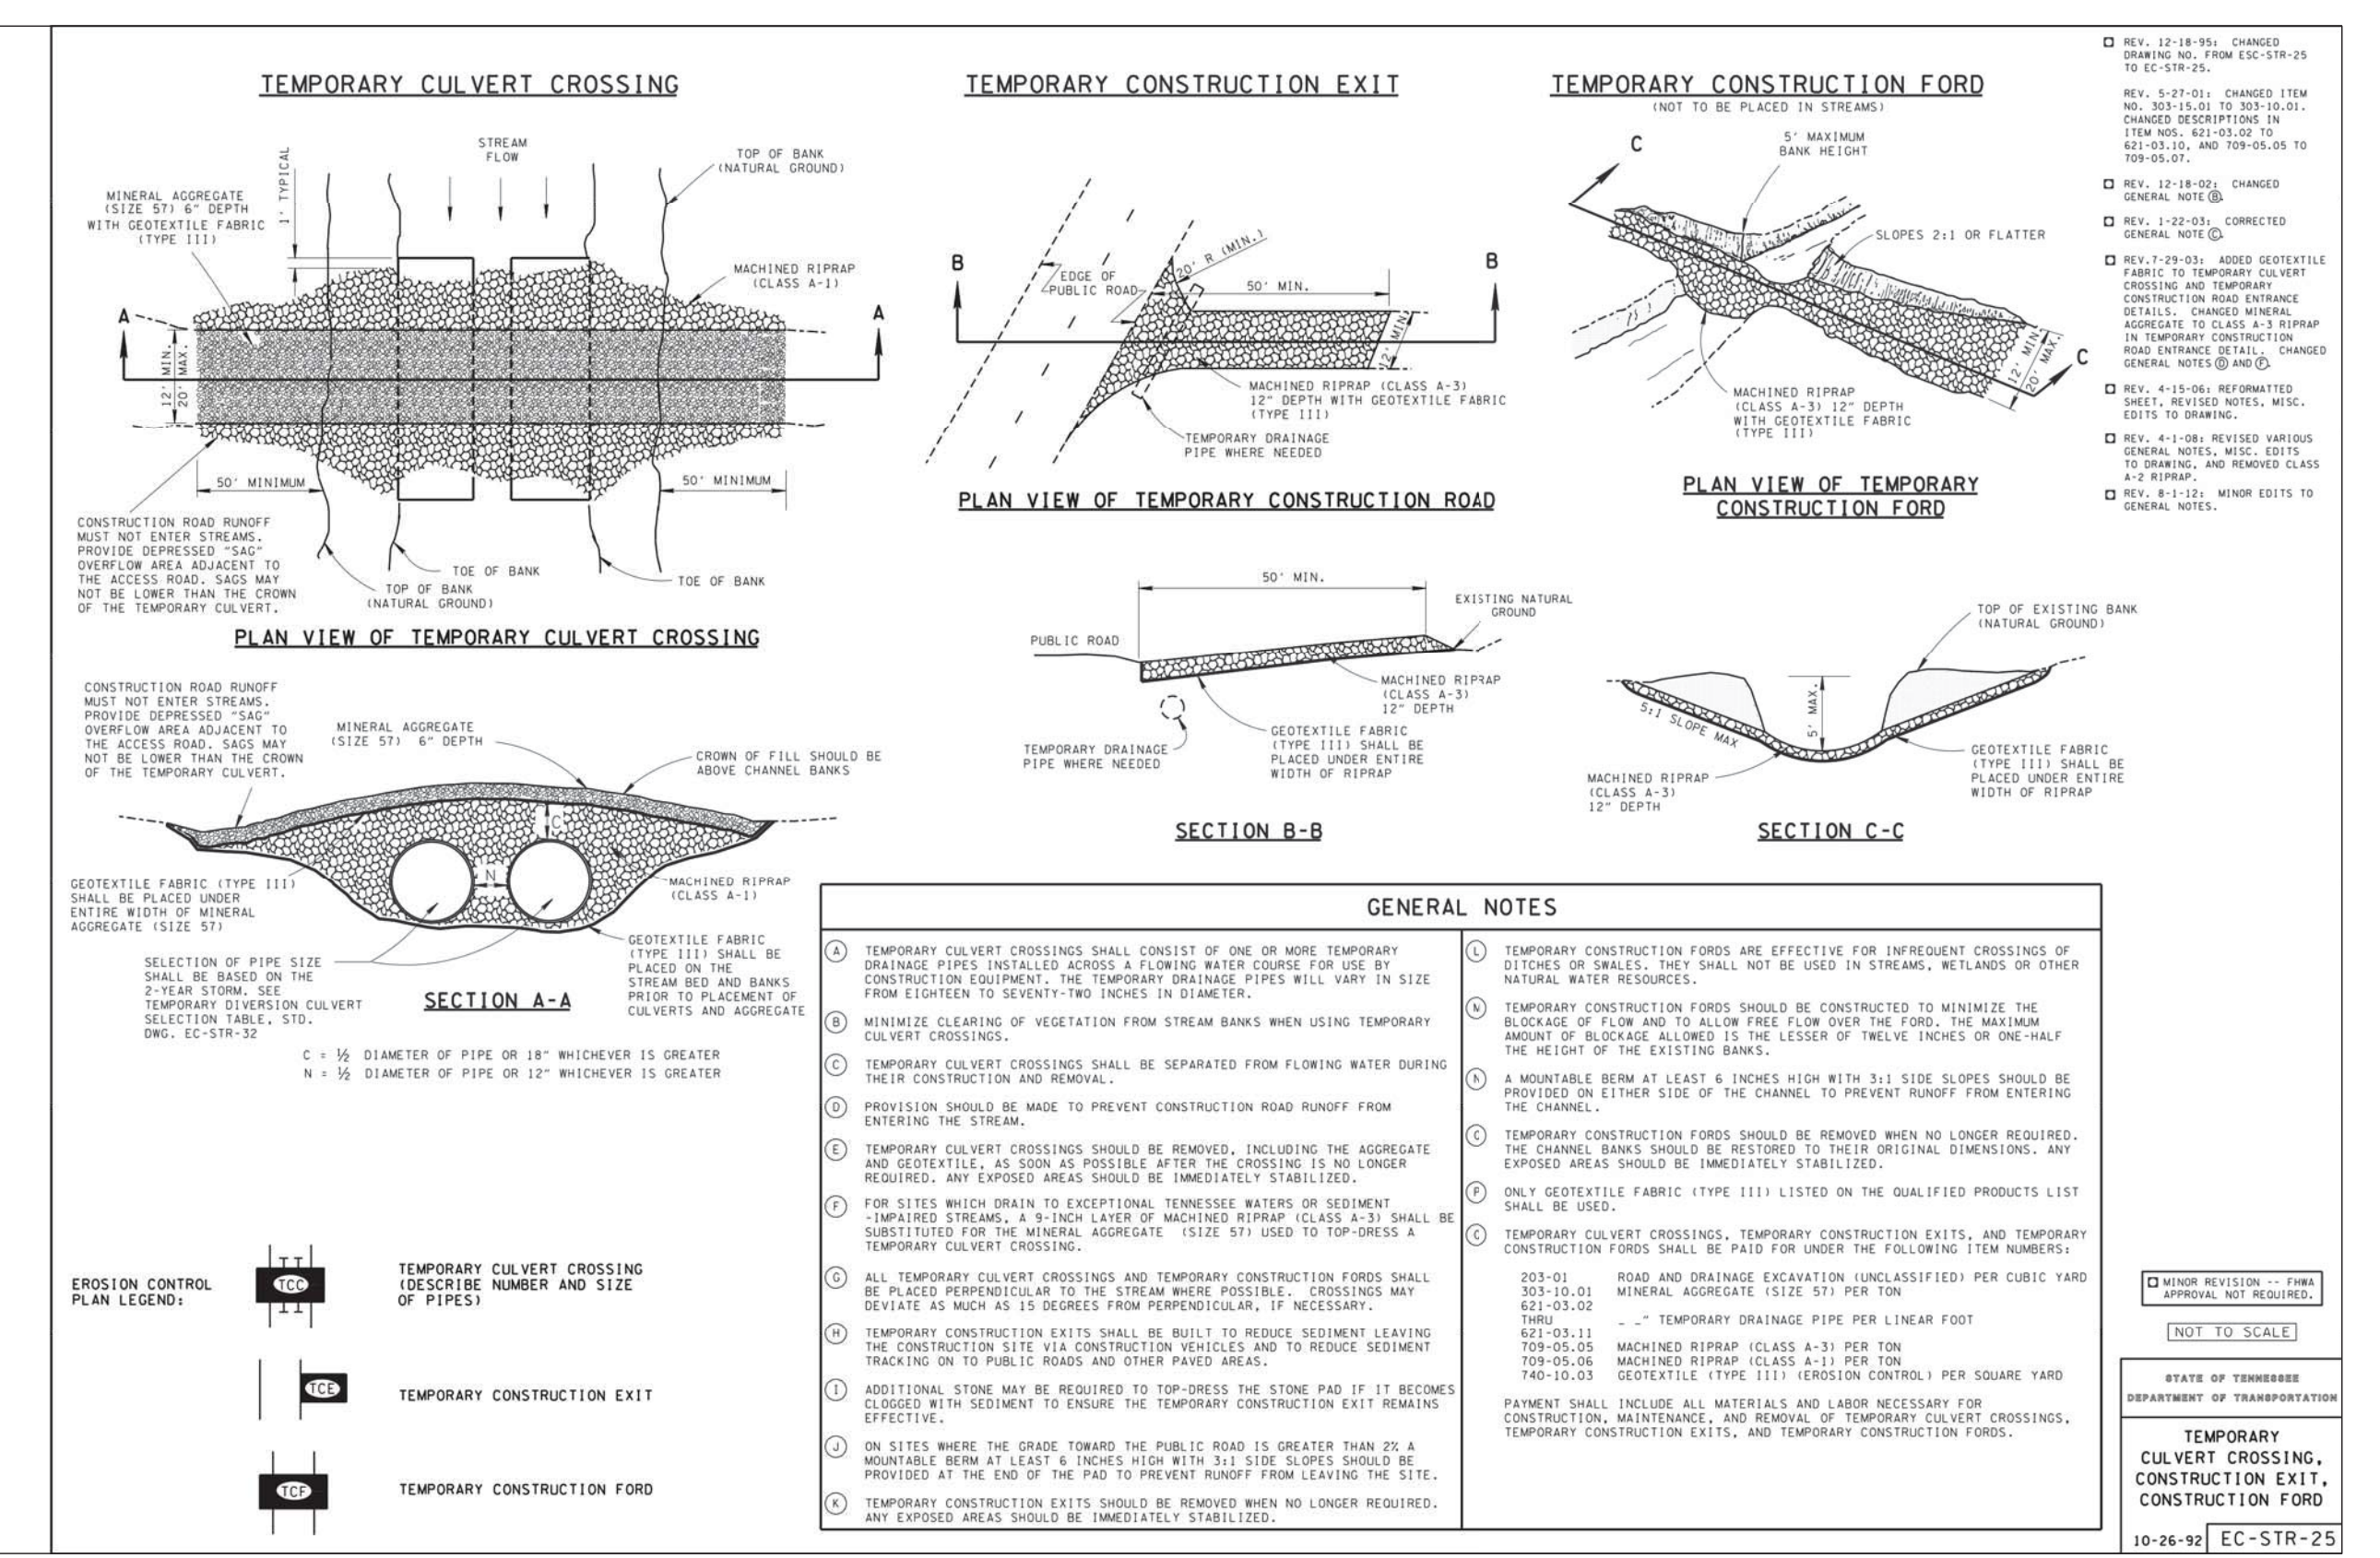 TEMPORARY CULVERT CROSSING
STREAM
FLOW
TOP OF BANK
(NATURAL GROUND)
1' TYPICAL
MINERAL AGGREGATE
(SIZE 57) 6" DEPTH
WITH GEOTEXTILE FABRIC
(TYPE III)
MACHINED RIPRAP
(CLASS A-1)
A
A
12' MIN.
20' MAX.
50' MINIMUM
50' MINIMUM
CONSTRUCTION ROAD RUNOFF
MUST NOT ENTER STREAMS.
PROVIDE DEPRESSED "SAG"
OVERFLOW AREA ADJACENT TO
THE ACCESS ROAD. SAGS MAY
NOT BE LOWER THAN THE CROWN
OF THE TEMPORARY CULVERT.
TOE OF BANK
TOP OF BANK
(NATURAL GROUND)
TOE OF BANK
PLAN VIEW OF TEMPORARY CULVERT CROSSING
CONSTRUCTION ROAD RUNOFF
MUST NOT ENTER STREAMS.
PROVIDE DEPRESSED "SAG"
OVERFLOW AREA ADJACENT TO
THE ACCESS ROAD. SAGS MAY
NOT BE LOWER THAN THE CROWN
OF THE TEMPORARY CULVERT.
MINERAL AGGREGATE
(SIZE 57) 6" DEPTH
CROWN OF FILL SHOULD BE
ABOVE CHANNEL BANKS
C
N
MACHINED RIPRAP
(CLASS A-1)
GEOTEXTILE FABRIC (TYPE III)
SHALL BE PLACED UNDER
ENTIRE WIDTH OF MINERAL
AGGREGATE (SIZE 57)
SELECTION OF PIPE SIZE
SHALL BE BASED ON THE
2-YEAR STORM. SEE
TEMPORARY DIVERSION CULVERT
SELECTION TABLE, STD.
DWG. EC-STR-32
GEOTEXTILE FABRIC
(TYPE III) SHALL BE
PLACED ON THE
STREAM BED AND BANKS
PRIOR TO PLACEMENT OF
CULVERTS AND AGGREGATE
SECTION A-A
C = ½ DIAMETER OF PIPE OR 18" WHICHEVER IS GREATER
N = ½ DIAMETER OF PIPE OR 12" WHICHEVER IS GREATER
EROSION CONTROL
PLAN LEGEND:
TCC
TEMPORARY CULVERT CROSSING
(DESCRIBE NUMBER AND SIZE
OF PIPES)
TCE
TEMPORARY CONSTRUCTION EXIT
TCF
TEMPORARY CONSTRUCTION FORD
TEMPORARY CONSTRUCTION EXIT
B
B
EDGE OF
PUBLIC ROAD
20' R (MIN.)
50' MIN.
12' MIN.
MACHINED RIPRAP (CLASS A-3)
12" DEPTH WITH GEOTEXTILE FABRIC
(TYPE III)
TEMPORARY DRAINAGE
PIPE WHERE NEEDED
PLAN VIEW OF TEMPORARY CONSTRUCTION ROAD
50' MIN.
EXISTING NATURAL
GROUND
PUBLIC ROAD
MACHINED RIPRAP
(CLASS A-3)
12" DEPTH
GEOTEXTILE FABRIC
(TYPE III) SHALL BE
PLACED UNDER ENTIRE
WIDTH OF RIPRAP
TEMPORARY DRAINAGE
PIPE WHERE NEEDED
SECTION B-B
TEMPORARY CONSTRUCTION FORD
(NOT TO BE PLACED IN STREAMS)
C
5' MAXIMUM
BANK HEIGHT
SLOPES 2:1 OR FLATTER
12' MIN.
20' MAX.
C
MACHINED RIPRAP
(CLASS A-3) 12" DEPTH
WITH GEOTEXTILE FABRIC
(TYPE III)
PLAN VIEW OF TEMPORARY
CONSTRUCTION FORD
TOP OF EXISTING BANK
(NATURAL GROUND)
5:1 SLOPE MAX
5' MAX.
MACHINED RIPRAP
(CLASS A-3)
12" DEPTH
GEOTEXTILE FABRIC
(TYPE III) SHALL BE
PLACED UNDER ENTIRE
WIDTH OF RIPRAP
SECTION C-C
REV. 12-18-95: CHANGED
DRAWING NO. FROM ESC-STR-25
TO EC-STR-25.
REV. 5-27-01: CHANGED ITEM
NO. 303-15.01 TO 303-10.01.
CHANGED DESCRIPTIONS IN
ITEM NOS. 621-03.02 TO
621-03.10, AND 709-05.05 TO
709-05.07.
REV. 12-18-02: CHANGED
GENERAL NOTE Ⓑ.
REV. 1-22-03: CORRECTED
GENERAL NOTE Ⓒ.
REV.7-29-03: ADDED GEOTEXTILE
FABRIC TO TEMPORARY CULVERT
CROSSING AND TEMPORARY
CONSTRUCTION ROAD ENTRANCE
DETAILS. CHANGED MINERAL
AGGREGATE TO CLASS A-3 RIPRAP
IN TEMPORARY CONSTRUCTION
ROAD ENTRANCE DETAIL. CHANGED
GENERAL NOTES Ⓓ AND Ⓕ.
REV. 4-15-06: REFORMATTED
SHEET, REVISED NOTES, MISC.
EDITS TO DRAWING.
REV. 4-1-08: REVISED VARIOUS
GENERAL NOTES, MISC. EDITS
TO DRAWING, AND REMOVED CLASS
A-2 RIPRAP.
REV. 8-1-12: MINOR EDITS TO
GENERAL NOTES.
GENERAL NOTES
Ⓐ TEMPORARY CULVERT CROSSINGS SHALL CONSIST OF ONE OR MORE TEMPORARY
DRAINAGE PIPES INSTALLED ACROSS A FLOWING WATER COURSE FOR USE BY
CONSTRUCTION EQUIPMENT. THE TEMPORARY DRAINAGE PIPES WILL VARY IN SIZE
FROM EIGHTEEN TO SEVENTY-TWO INCHES IN DIAMETER.
Ⓑ MINIMIZE CLEARING OF VEGETATION FROM STREAM BANKS WHEN USING TEMPORARY
CULVERT CROSSINGS.
Ⓒ TEMPORARY CULVERT CROSSINGS SHALL BE SEPARATED FROM FLOWING WATER DURING
THEIR CONSTRUCTION AND REMOVAL.
Ⓓ PROVISION SHOULD BE MADE TO PREVENT CONSTRUCTION ROAD RUNOFF FROM
ENTERING THE STREAM.
Ⓔ TEMPORARY CULVERT CROSSINGS SHOULD BE REMOVED, INCLUDING THE AGGREGATE
AND GEOTEXTILE, AS SOON AS POSSIBLE AFTER THE CROSSING IS NO LONGER
REQUIRED. ANY EXPOSED AREAS SHOULD BE IMMEDIATELY STABILIZED.
Ⓕ FOR SITES WHICH DRAIN TO EXCEPTIONAL TENNESSEE WATERS OR SEDIMENT
-IMPAIRED STREAMS, A 9-INCH LAYER OF MACHINED RIPRAP (CLASS A-3) SHALL BE
SUBSTITUTED FOR THE MINERAL AGGREGATE (SIZE 57) USED TO TOP-DRESS A
TEMPORARY CULVERT CROSSING.
Ⓖ ALL TEMPORARY CULVERT CROSSINGS AND TEMPORARY CONSTRUCTION FORDS SHALL
BE PLACED PERPENDICULAR TO THE STREAM WHERE POSSIBLE. CROSSINGS MAY
DEVIATE AS MUCH AS 15 DEGREES FROM PERPENDICULAR, IF NECESSARY.
Ⓗ TEMPORARY CONSTRUCTION EXITS SHALL BE BUILT TO REDUCE SEDIMENT LEAVING
THE CONSTRUCTION SITE VIA CONSTRUCTION VEHICLES AND TO REDUCE SEDIMENT
TRACKING ON TO PUBLIC ROADS AND OTHER PAVED AREAS.
Ⓘ ADDITIONAL STONE MAY BE REQUIRED TO TOP-DRESS THE STONE PAD IF IT BECOMES
CLOGGED WITH SEDIMENT TO ENSURE THE TEMPORARY CONSTRUCTION EXIT REMAINS
EFFECTIVE.
Ⓙ ON SITES WHERE THE GRADE TOWARD THE PUBLIC ROAD IS GREATER THAN 2% A
MOUNTABLE BERM AT LEAST 6 INCHES HIGH WITH 3:1 SIDE SLOPES SHOULD BE
PROVIDED AT THE END OF THE PAD TO PREVENT RUNOFF FROM LEAVING THE SITE.
Ⓚ TEMPORARY CONSTRUCTION EXITS SHOULD BE REMOVED WHEN NO LONGER REQUIRED.
ANY EXPOSED AREAS SHOULD BE IMMEDIATELY STABILIZED.
Ⓛ TEMPORARY CONSTRUCTION FORDS ARE EFFECTIVE FOR INFREQUENT CROSSINGS OF
DITCHES OR SWALES. THEY SHALL NOT BE USED IN STREAMS, WETLANDS OR OTHER
NATURAL WATER RESOURCES.
Ⓜ TEMPORARY CONSTRUCTION FORDS SHOULD BE CONSTRUCTED TO MINIMIZE THE
BLOCKAGE OF FLOW AND TO ALLOW FREE FLOW OVER THE FORD. THE MAXIMUM
AMOUNT OF BLOCKAGE ALLOWED IS THE LESSER OF TWELVE INCHES OR ONE-HALF
THE HEIGHT OF THE EXISTING BANKS.
Ⓝ A MOUNTABLE BERM AT LEAST 6 INCHES HIGH WITH 3:1 SIDE SLOPES SHOULD BE
PROVIDED ON EITHER SIDE OF THE CHANNEL TO PREVENT RUNOFF FROM ENTERING
THE CHANNEL.
Ⓞ TEMPORARY CONSTRUCTION FORDS SHOULD BE REMOVED WHEN NO LONGER REQUIRED.
THE CHANNEL BANKS SHOULD BE RESTORED TO THEIR ORIGINAL DIMENSIONS. ANY
EXPOSED AREAS SHOULD BE IMMEDIATELY STABILIZED.
Ⓟ ONLY GEOTEXTILE FABRIC (TYPE III) LISTED ON THE QUALIFIED PRODUCTS LIST
SHALL BE USED.
Ⓠ TEMPORARY CULVERT CROSSINGS, TEMPORARY CONSTRUCTION EXITS, AND TEMPORARY
CONSTRUCTION FORDS SHALL BE PAID FOR UNDER THE FOLLOWING ITEM NUMBERS:
203-01 ROAD AND DRAINAGE EXCAVATION (UNCLASSIFIED) PER CUBIC YARD
303-10.01 MINERAL AGGREGATE (SIZE 57) PER TON
621-03.02
THRU _ _" TEMPORARY DRAINAGE PIPE PER LINEAR FOOT
621-03.11
709-05.05 MACHINED RIPRAP (CLASS A-3) PER TON
709-05.06 MACHINED RIPRAP (CLASS A-1) PER TON
740-10.03 GEOTEXTILE (TYPE III) (EROSION CONTROL) PER SQUARE YARD
PAYMENT SHALL INCLUDE ALL MATERIALS AND LABOR NECESSARY FOR
CONSTRUCTION, MAINTENANCE, AND REMOVAL OF TEMPORARY CULVERT CROSSINGS,
TEMPORARY CONSTRUCTION EXITS, AND TEMPORARY CONSTRUCTION FORDS.
MINOR REVISION -- FHWA
APPROVAL NOT REQUIRED.
NOT TO SCALE
STATE OF TENNESSEE
DEPARTMENT OF TRANSPORTATION
TEMPORARY
CULVERT CROSSING,
CONSTRUCTION EXIT,
CONSTRUCTION FORD
10-26-92 EC-STR-25